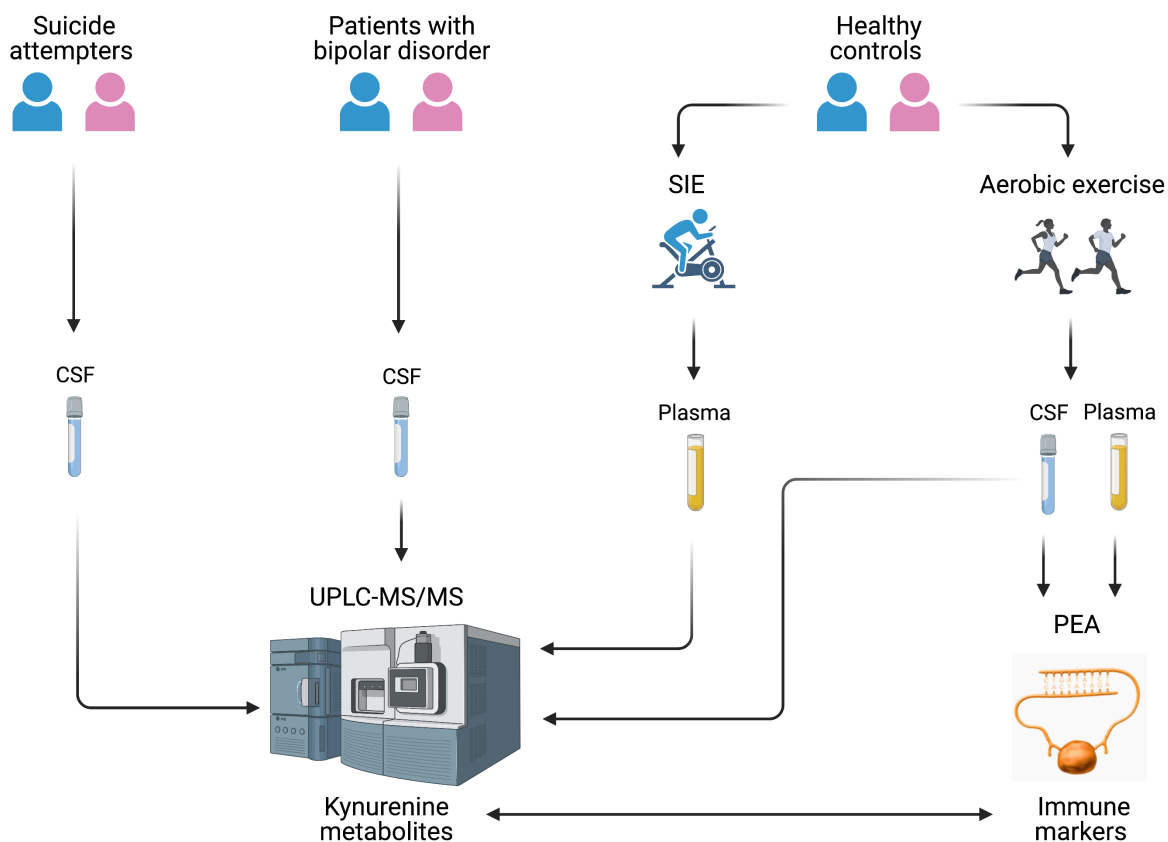 Suicide
attempters
Patients with
bipolar disorder
Healthy
controls
SIE
Aerobic exercise
CSF
CSF
Plasma
CSF
Plasma
UPLC-MS/MS
PEA
Kynurenine
metabolites
Immune
markers